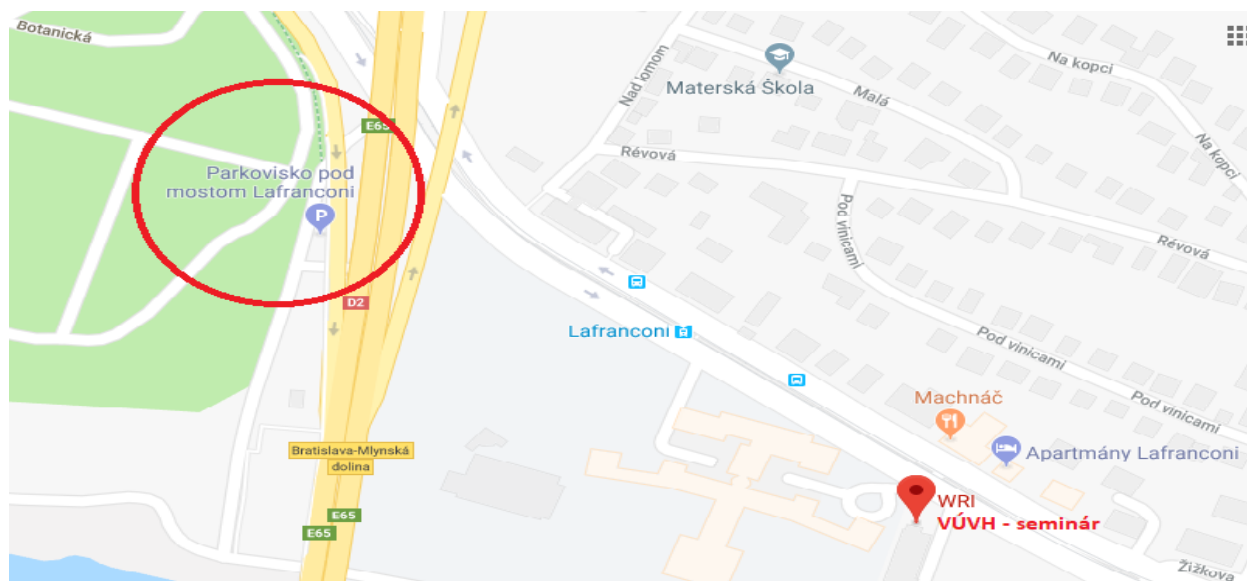 Botanická
E65
Parkovisko pod
mostom Lafranconi
P
D2
Bratislava-Mlynská
dolina
E65
E65
Nad lomom
Materská Škola
Malá
Na kopci
Na kopci
Révová
Pod vinicami
Révová
Lafranconi
Pod vinicami
Pod vinicami
Machnáč
Apartmány Lafranconi
WRI
VÚVH - seminár
Žižkova